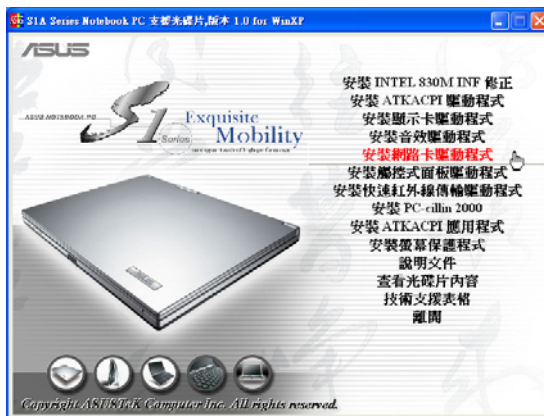 S1A Series Notebook PC 支援光碟片,版本 1.0 for WinXP
ASUS
ASUS NOTEBOOK PC
S1 Series
Exquisite
Mobility
安裝 INTEL 830M INF 修正
安裝 ATKACPI 驅動程式
安裝顯示卡驅動程式
安裝音效驅動程式
安裝網路卡驅動程式
安裝觸控式面板驅動程式
安裝快速紅外線傳輸驅動程式
安裝 PC-cillin 2000
安裝 ATKACPI 應用程式
安裝螢幕保護程式
說明文件
查看光碟片內容
技術支援表格
離開
Copyright ASUSTeK Computer Inc. All rights reserved.